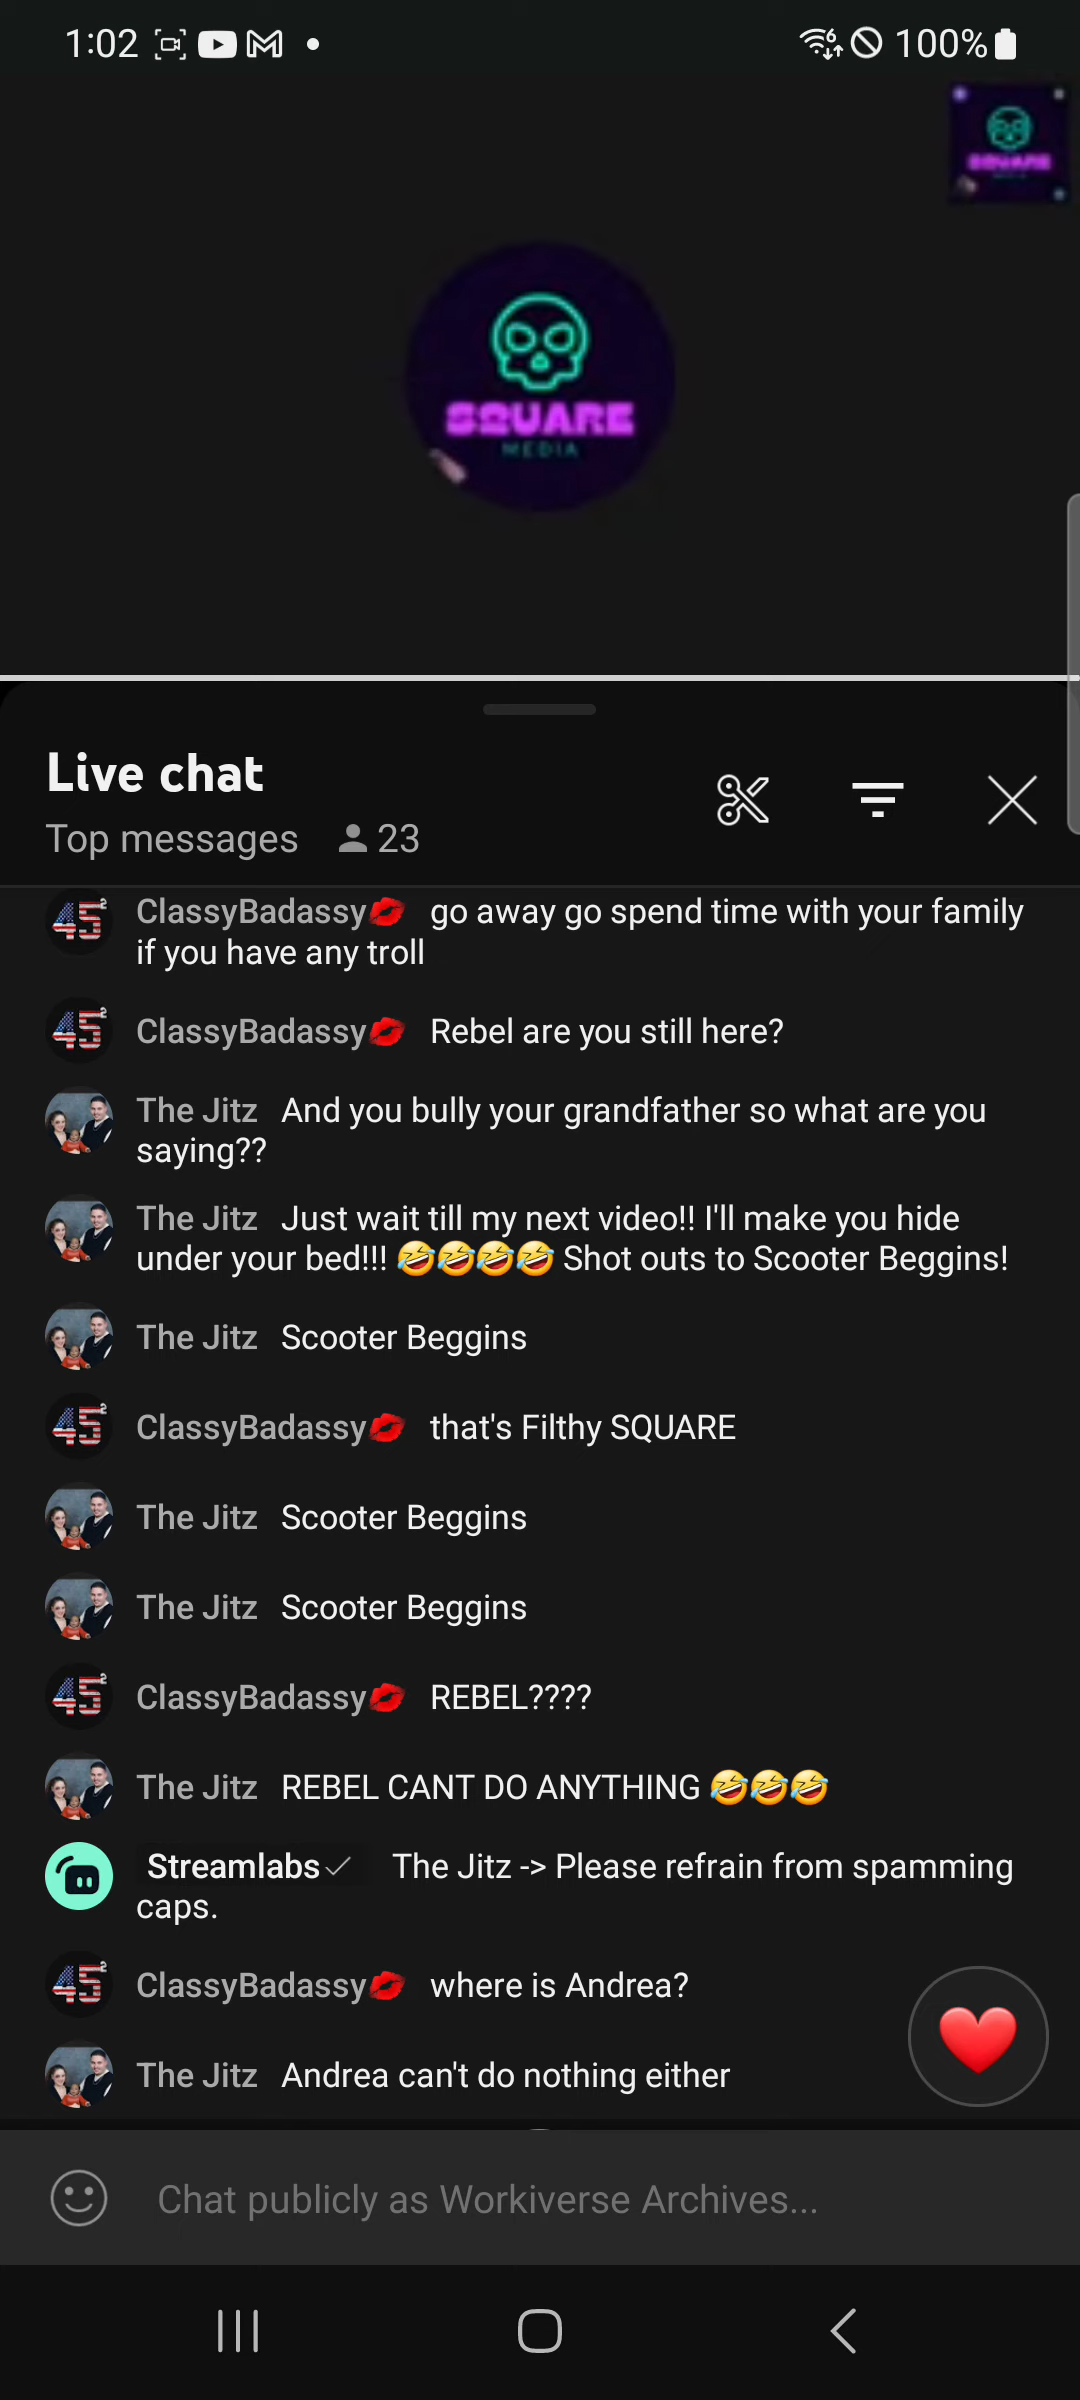 1:02
100%
SQUARE
SQUARE
MEDIA
Live chat
Top messages 23
ClassyBadassy💋 go away go spend time with your family
if you have any troll
ClassyBadassy💋 Rebel are you still here?
The Jitz And you bully your grandfather so what are you
saying??
The Jitz Just wait till my next video!! I'll make you hide
under your bed!!! 🤣🤣🤣🤣 Shot outs to Scooter Beggins!
The Jitz Scooter Beggins
ClassyBadassy💋 that's Filthy SQUARE
The Jitz Scooter Beggins
The Jitz Scooter Beggins
ClassyBadassy💋 REBEL????
The Jitz REBEL CANT DO ANYTHING 🤣🤣🤣
Streamlabs✓ The Jitz -> Please refrain from spamming
caps.
ClassyBadassy💋 where is Andrea?
The Jitz Andrea can't do nothing either
Chat publicly as Workiverse Archives...